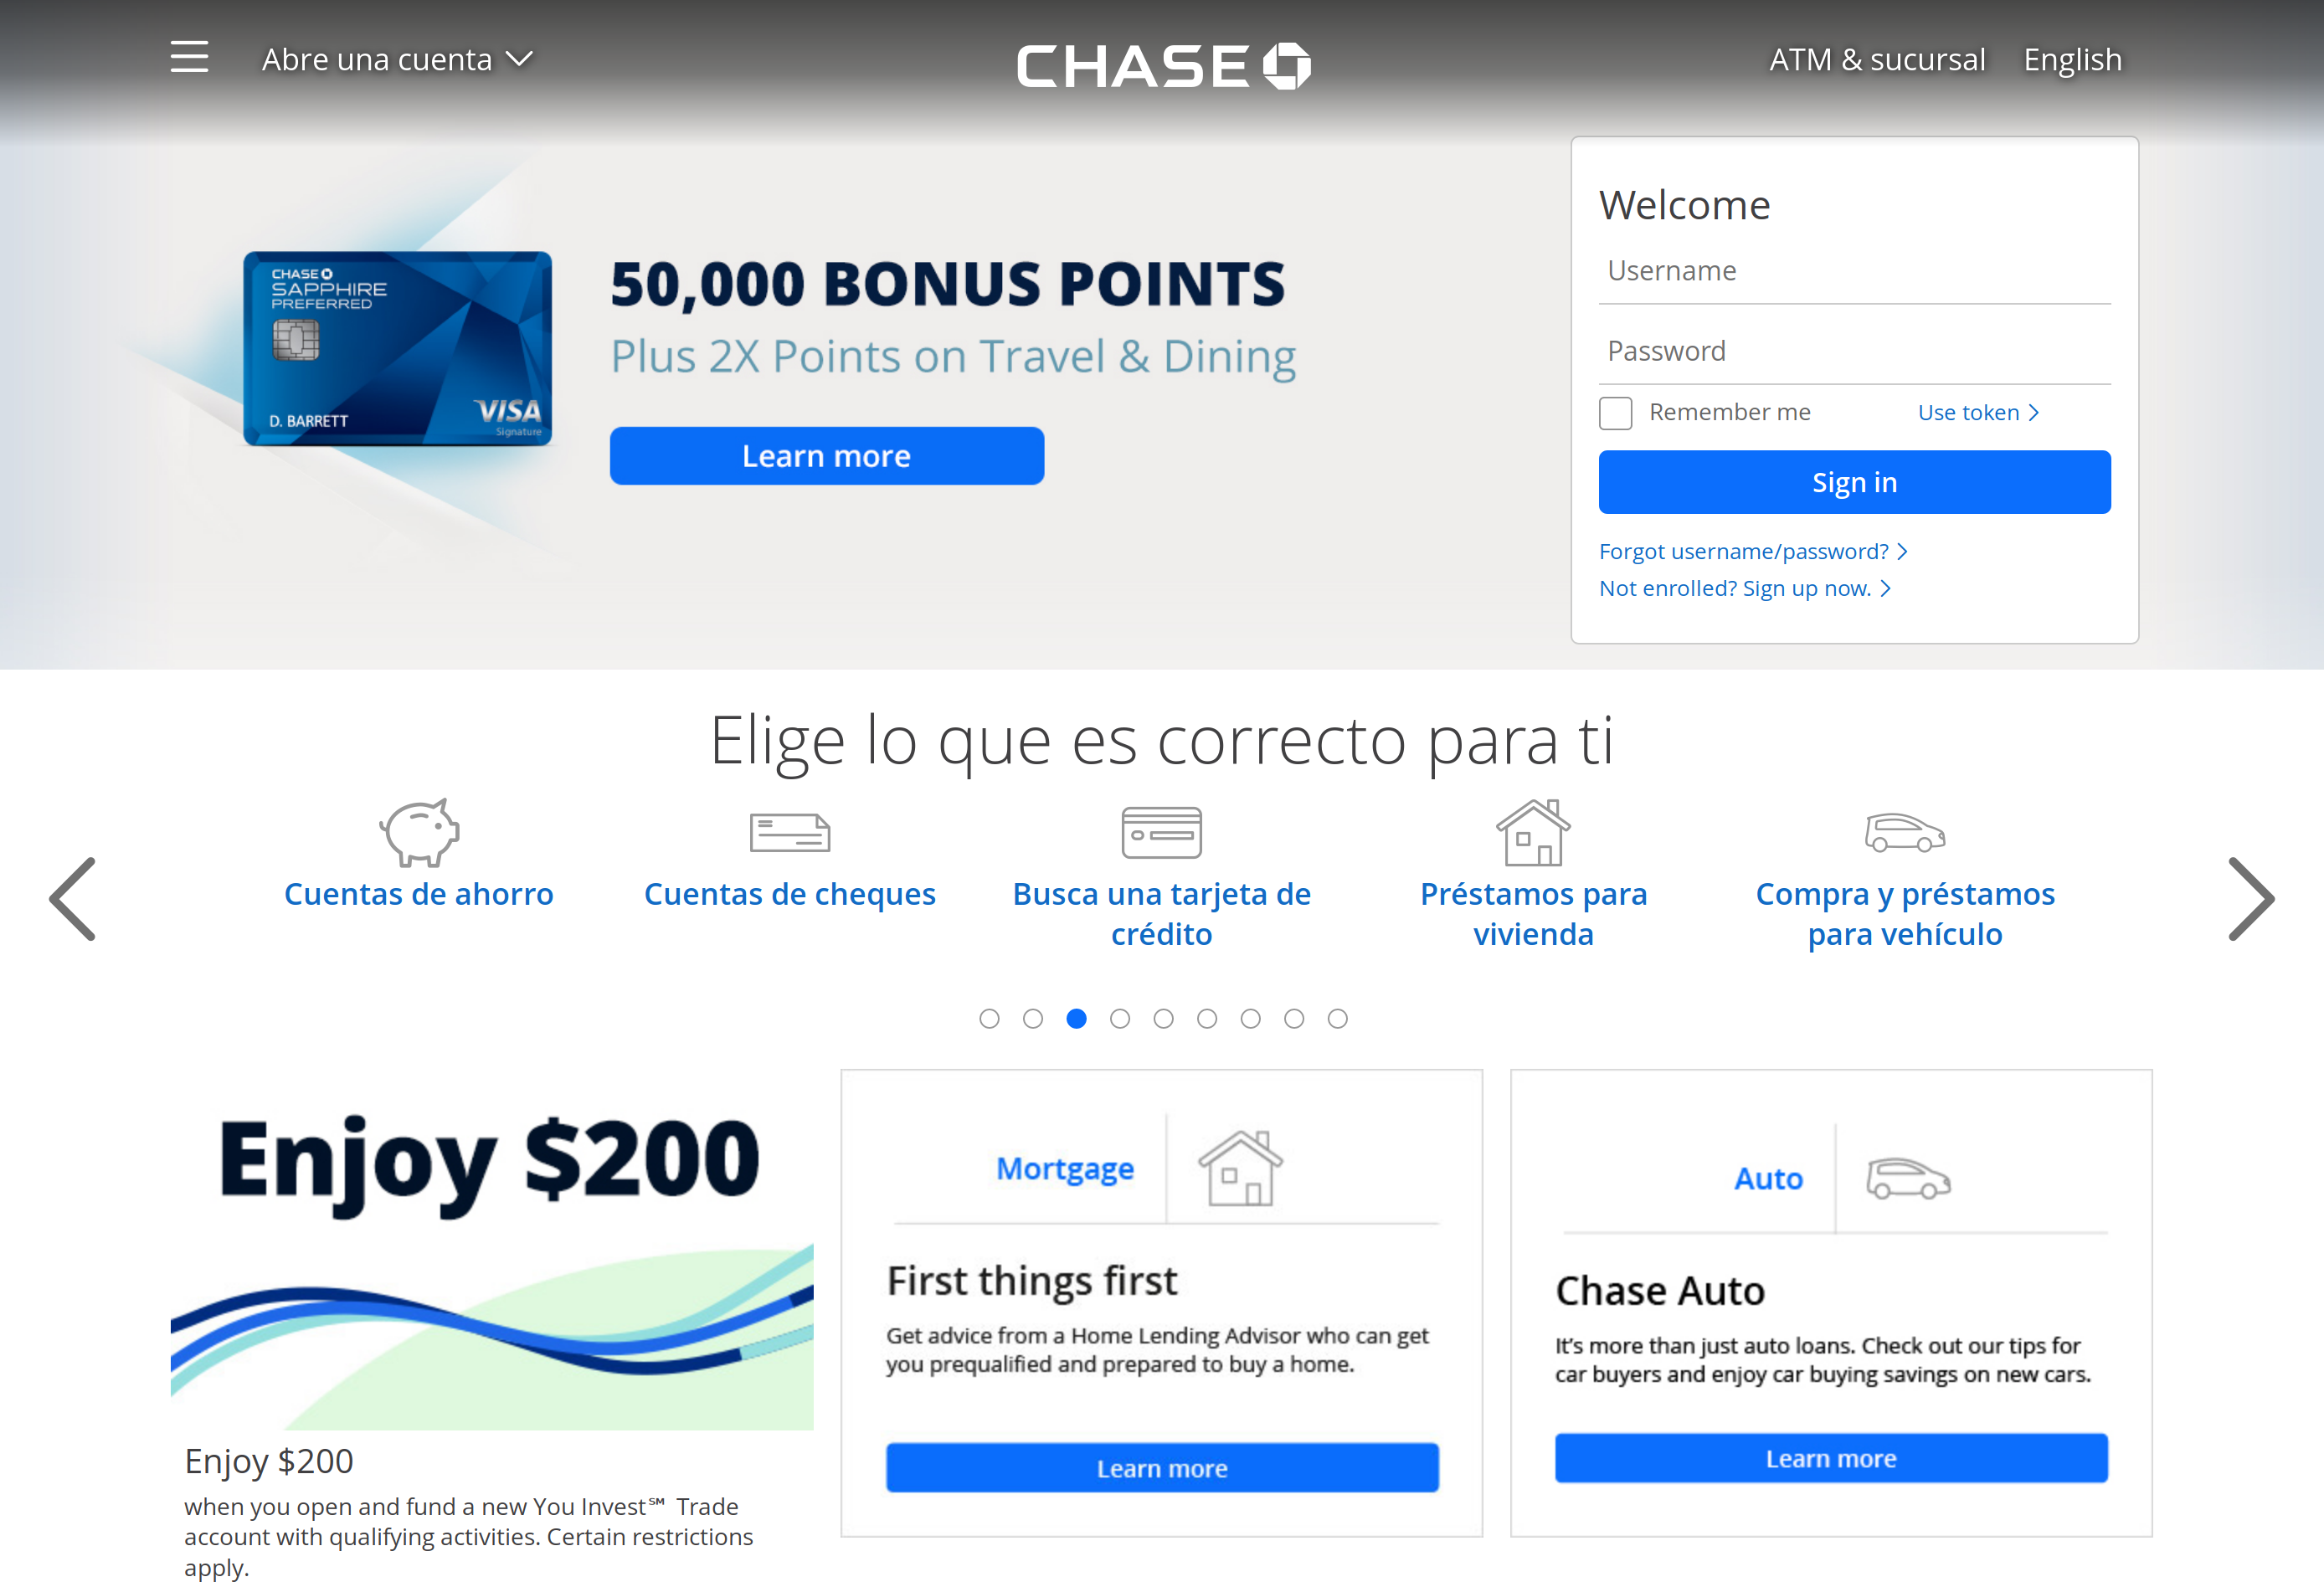 Abre una cuenta
CHASE
ATM & sucursal
English
CHASE
SAPPHIRE
PREFERRED
D. BARRETT
VISA
Signature
50,000 BONUS POINTS
Plus 2X Points on Travel & Dining
Learn more
Welcome
Username
Password
Remember me
Use token
Sign in
Forgot username/password?
Not enrolled? Sign up now.
Elige lo que es correcto para ti
Cuentas de ahorro
Cuentas de cheques
Busca una tarjeta de
crédito
Préstamos para
vivienda
Compra y préstamos
para vehículo
Enjoy $200
Enjoy $200
when you open and fund a new You Invest℠ Trade
account with qualifying activities. Certain restrictions
apply.
Mortgage
First things first
Get advice from a Home Lending Advisor who can get
you prequalified and prepared to buy a home.
Learn more
Auto
Chase Auto
It's more than just auto loans. Check out our tips for
car buyers and enjoy car buying savings on new cars.
Learn more